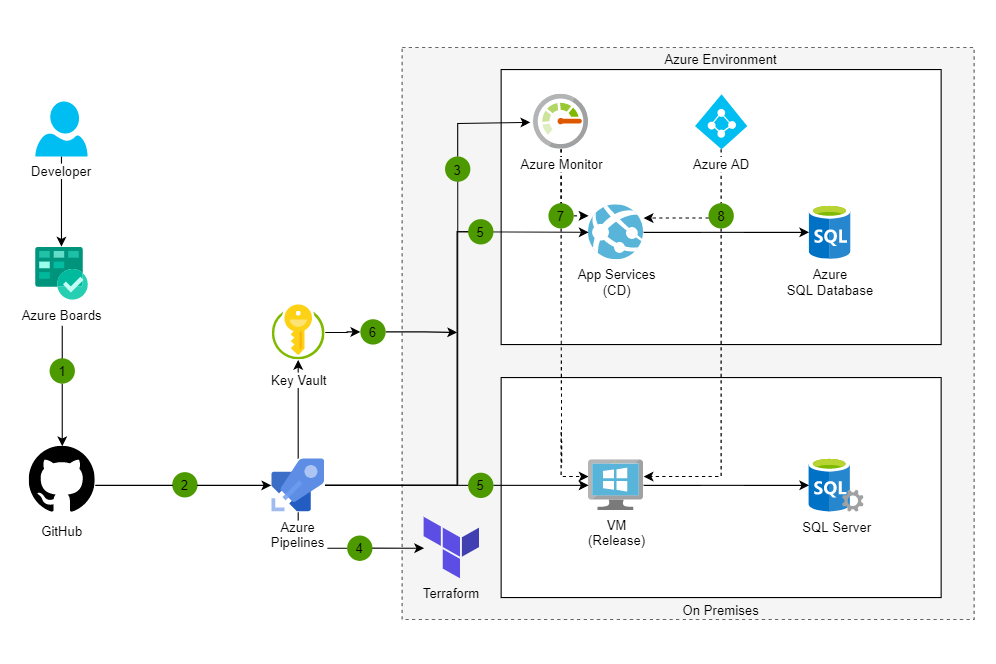 Azure Environment
Developer
Azure Monitor
Azure AD
3
7
8
5
SQL
App Services
(CD)
Azure
SQL Database
Azure Boards
6
1
Key Vault
2
5
SQL
GitHub
Azure
Pipelines
VM
(Release)
SQL Server
4
Terraform
On Premises